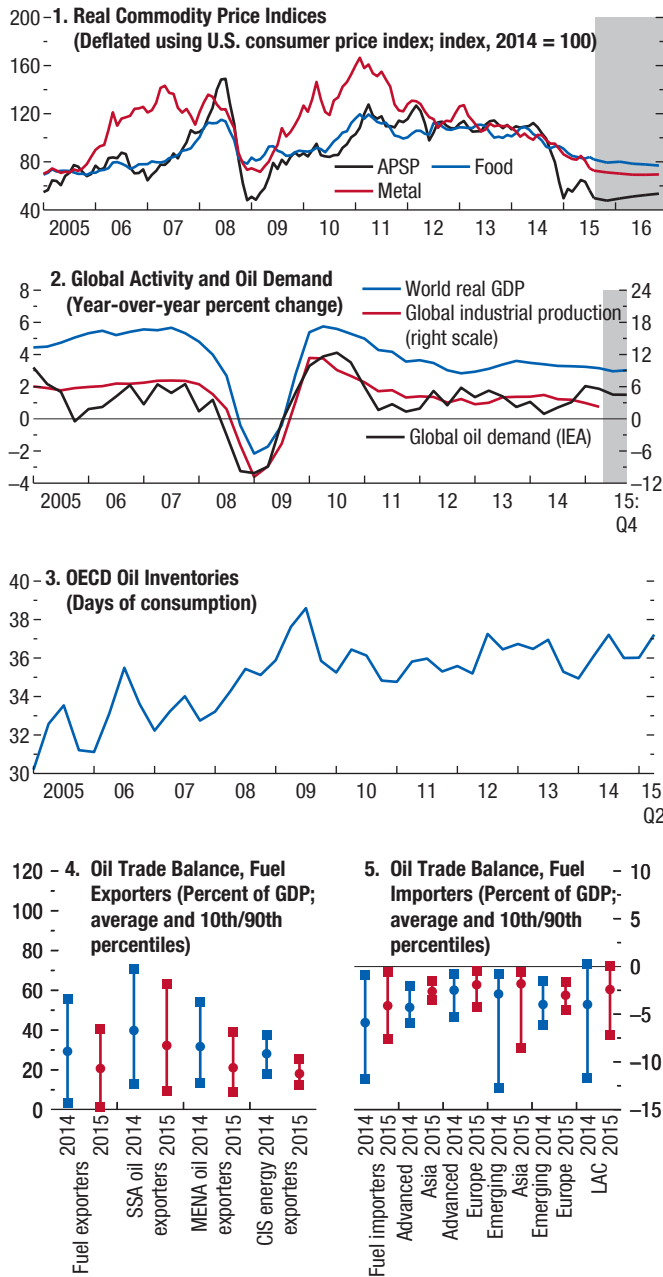 1. Real Commodity Price Indices
(Deflated using U.S. consumer price index; index, 2014 = 100)
200
160
120
80
40
APSP
Food
Metal
2005 06 07 08 09 10 11 12 13 14 15 16
2. Global Activity and Oil Demand
(Year-over-year percent change)
8
6
4
2
0
−2
−4
World real GDP
Global industrial production
(right scale)
Global oil demand (IEA)
24
18
12
6
0
−6
−12
2005 06 07 08 09 10 11 12 13 14 15:
Q4
3. OECD Oil Inventories
(Days of consumption)
40
38
36
34
32
30
2005 06 07 08 09 10 11 12 13 14 15
Q2
4. Oil Trade Balance, Fuel
Exporters (Percent of GDP;
average and 10th/90th
percentiles)
120
100
80
60
40
20
0
2014
2015
Fuel exporters
SSA oil 2014
exporters 2015
MENA oil 2014
exporters 2015
CIS energy 2014
exporters 2015
5. Oil Trade Balance, Fuel
Importers (Percent of GDP;
average and 10th/90th
percentiles)
10
5
0
−5
−10
−15
Fuel importers 2014
2015
Advanced 2014
Asia 2015
Advanced 2014
Europe 2015
Emerging 2014
Asia 2015
Emerging 2014
Europe 2015
2014
LAC 2015